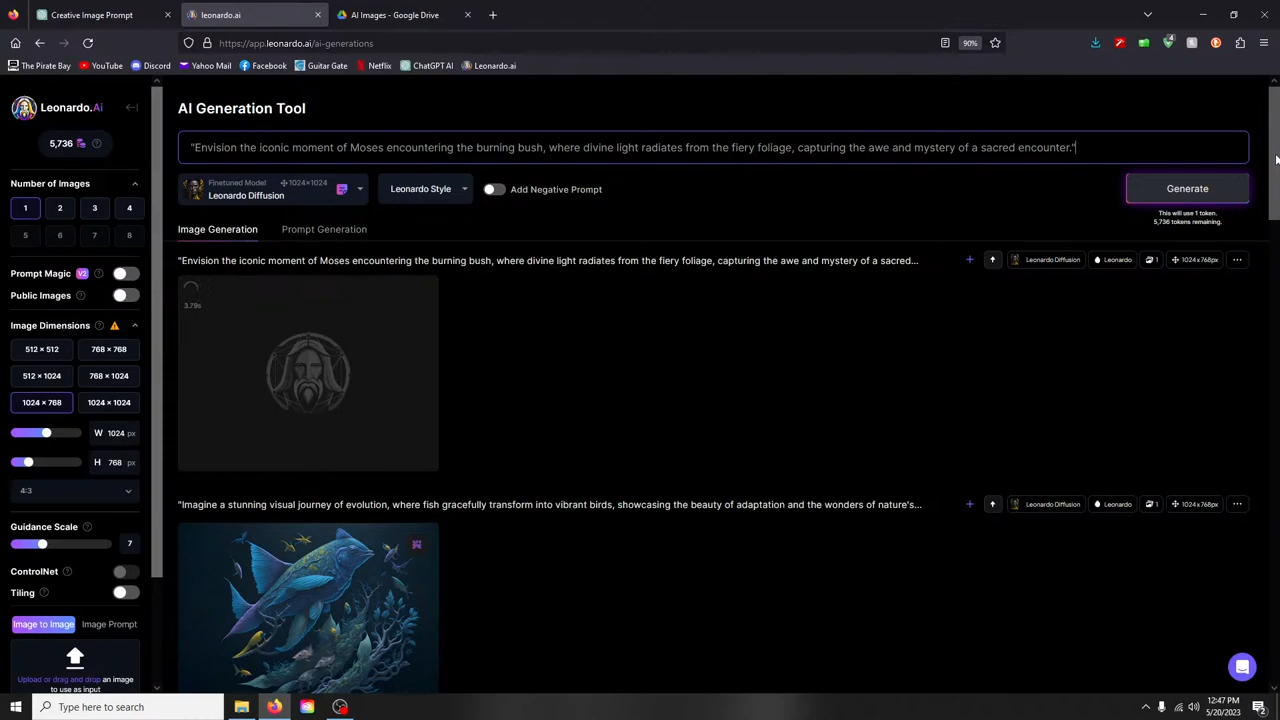 Creative Image Prompt
leonardo.ai
AI Images - Google Drive
https://app.leonardo.ai/ai-generations
90%
4
The Pirate Bay
YouTube
Discord
Yahoo Mail
Facebook
Guitar Gate
Netflix
ChatGPT AI
Leonardo.ai
Leonardo.Ai
5,736
Number of Images
1 2 3 4
5 6 7 8
Prompt Magic V2
Public Images
Image Dimensions
512 × 512 768 × 768
512 × 1024 768 × 1024
1024 × 768 1024 × 1024
W 1024 px
H 768 px
4:3
Guidance Scale
7
ControlNet
Tiling
Image to Image Image Prompt
Upload or drag and drop an image
to use as input
AI Generation Tool
"Envision the iconic moment of Moses encountering the burning bush, where divine light radiates from the fiery foliage, capturing the awe and mystery of a sacred encounter."
Finetuned Model 1024×1024
Leonardo Diffusion
Leonardo Style
Add Negative Prompt
Generate
This will use 1 token.
5,736 tokens remaining.
Image Generation
Prompt Generation
"Envision the iconic moment of Moses encountering the burning bush, where divine light radiates from the fiery foliage, capturing the awe and mystery of a sacred...
Leonardo Diffusion Leonardo 1 1024x768px
3.79s
"Imagine a stunning visual journey of evolution, where fish gracefully transform into vibrant birds, showcasing the beauty of adaptation and the wonders of nature's...
Leonardo Diffusion Leonardo 1 1024x768px
Type here to search
12:47 PM
5/20/2023
2